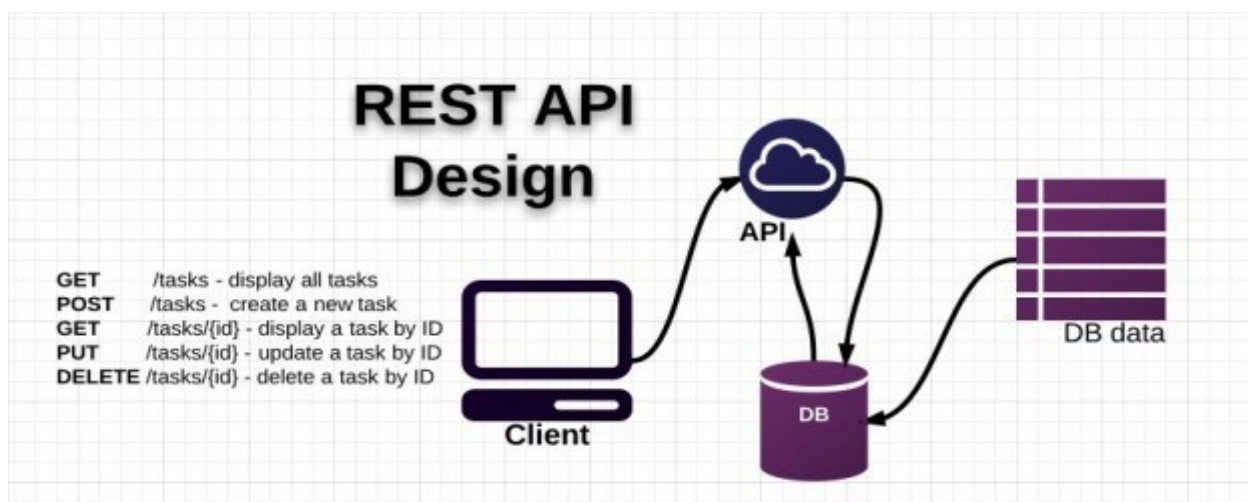 REST API
Design
GET /tasks - display all tasks
POST /tasks - create a new task
GET /tasks/{id} - display a task by ID
PUT /tasks/{id} - update a task by ID
DELETE /tasks/{id} - delete a task by ID
Client
API
DB
DB data